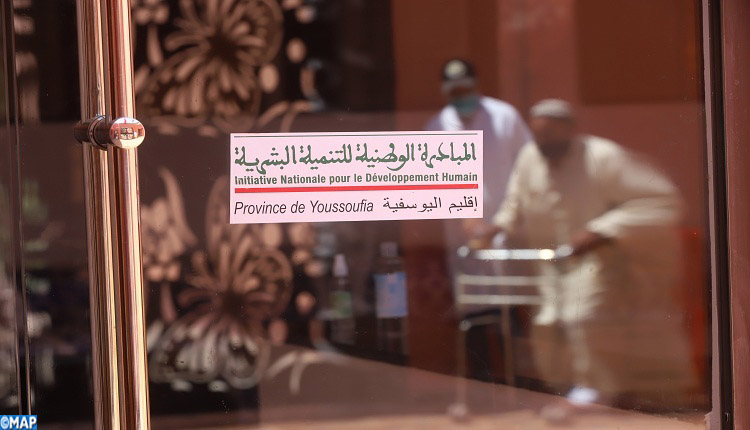 المبادرة الوطنية للتنمية البشرية
Initiative Nationale pour le Développement Humain
Province de Youssoufia إقليم اليوسفية
©MAP